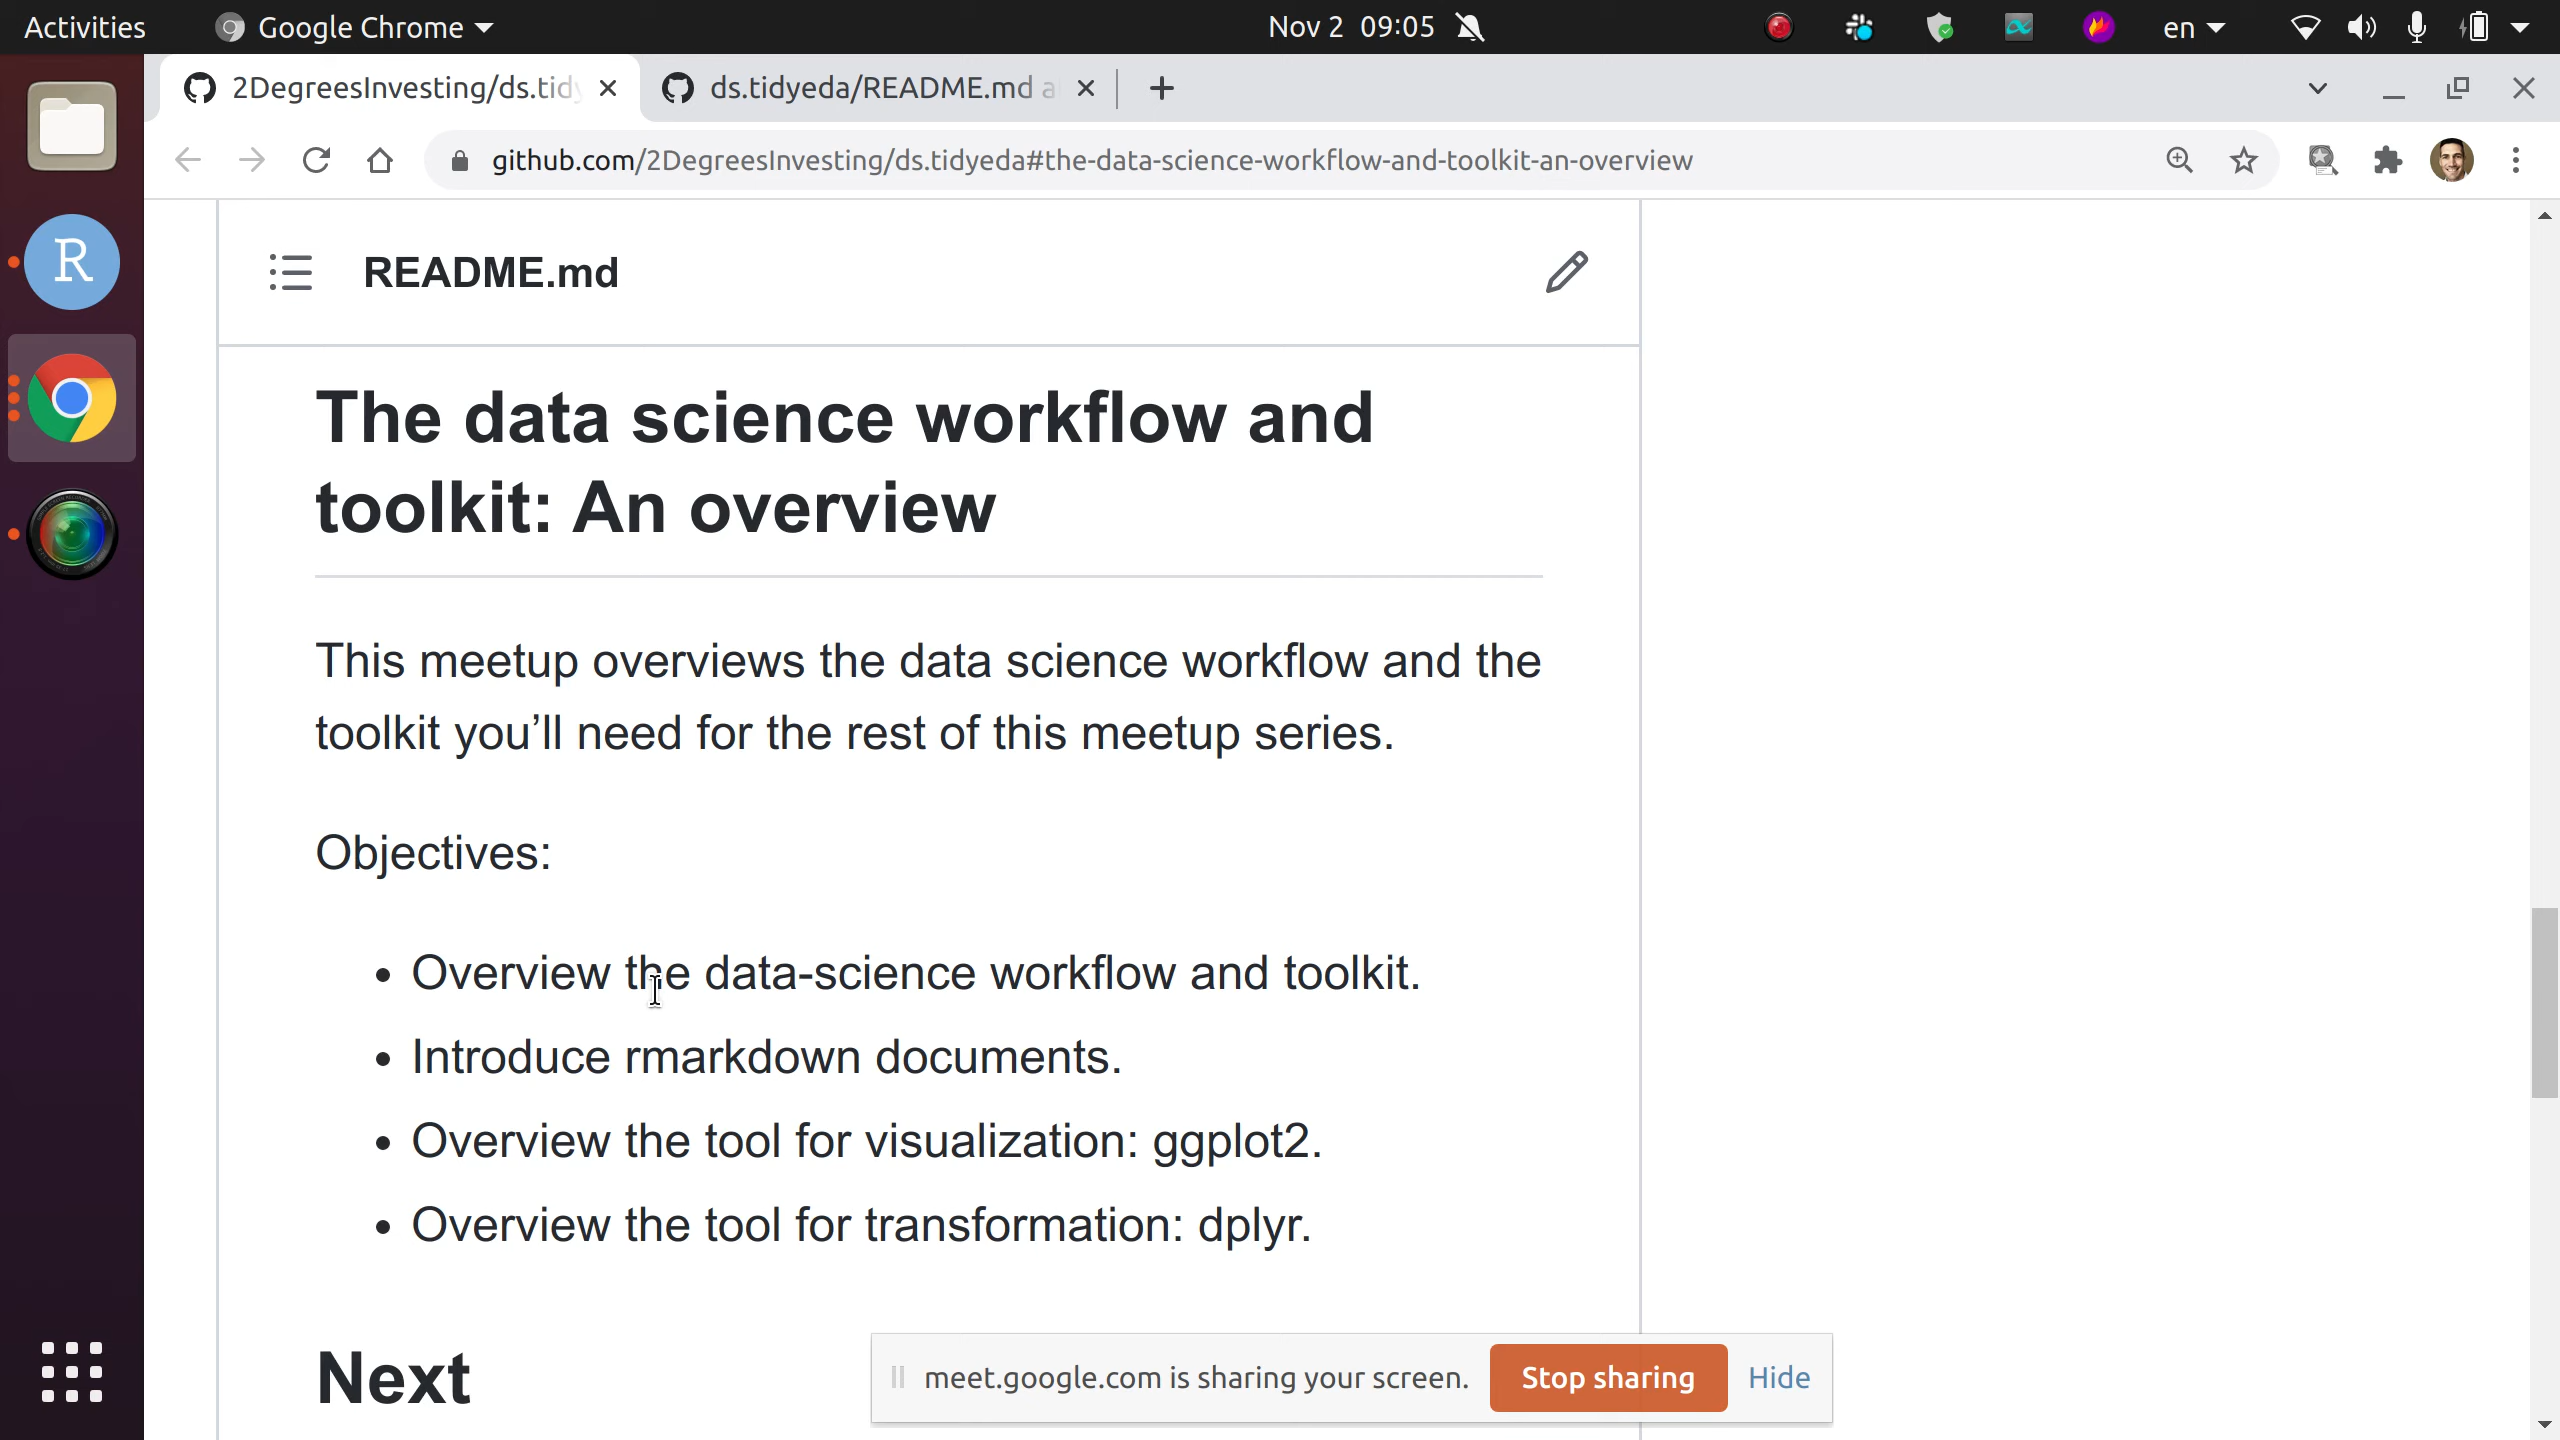 Activities Google Chrome Nov 2 09:05 en
2DegreesInvesting/ds.tidy ds.tidyeda/README.md a
github.com/2DegreesInvesting/ds.tidyeda#the-data-science-workflow-and-toolkit-an-overview
R
README.md
The data science workflow and
toolkit: An overview
This meetup overviews the data science workflow and the
toolkit you’ll need for the rest of this meetup series.
Objectives:
• Overview the data-science workflow and toolkit.
• Introduce rmarkdown documents.
• Overview the tool for visualization: ggplot2.
• Overview the tool for transformation: dplyr.
Next
meet.google.com is sharing your screen. Stop sharing Hide